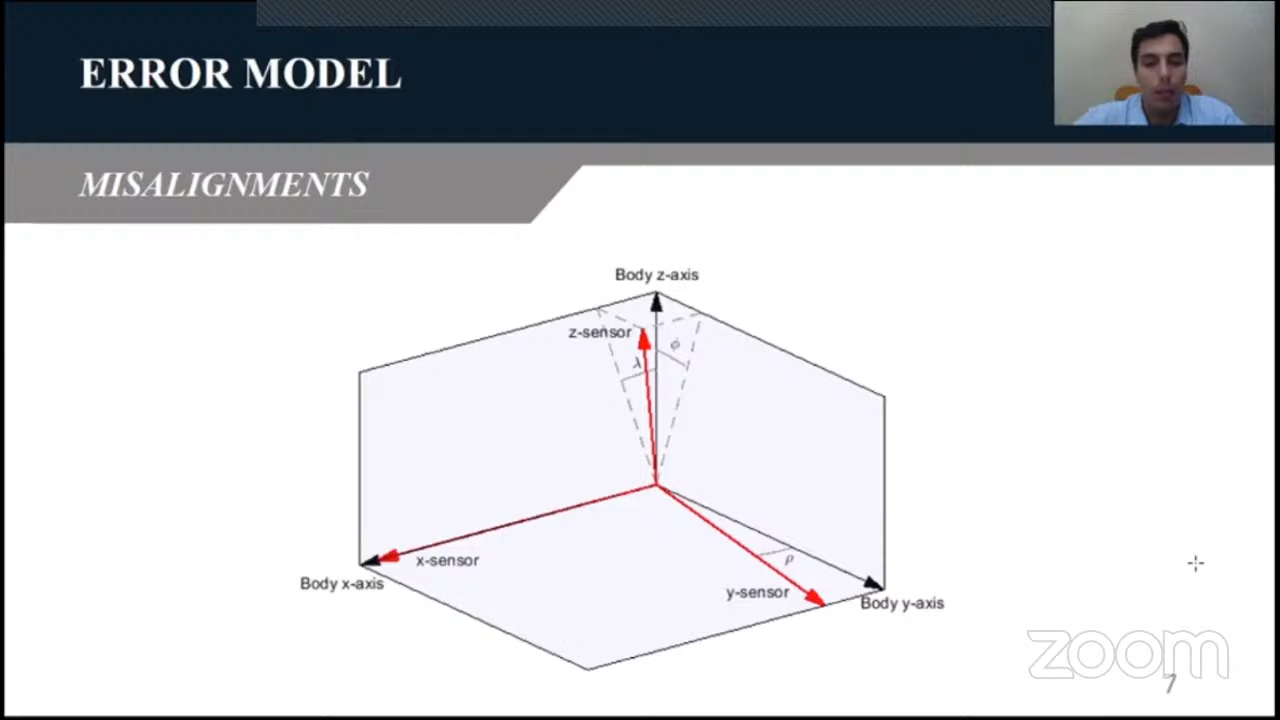 ERROR MODEL
MISALIGNMENTS
Body z-axis
z-sensor
ϕ
λ
x-sensor
Body x-axis
ρ
y-sensor
Body y-axis
zoom
7